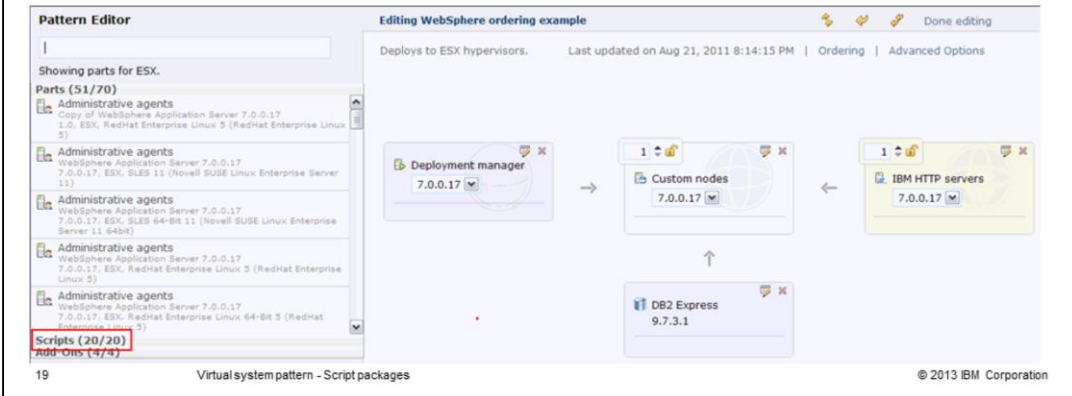 Pattern Editor
Editing WebSphere ordering example
Done editing
Deploys to ESX hypervisors.
Last updated on Aug 21, 2011 8:14:15 PM | Ordering | Advanced Options
Showing parts for ESX.
Parts (51/70)
Administrative agents
Copy of WebSphere Application Server 7.0.0.17
1.0, ESX, RedHat Enterprise Linux 5 (RedHat Enterprise Linux
5)
Administrative agents
WebSphere Application Server 7.0.0.17
7.0.0.17, ESX, SLES 11 (Novell SUSE Linux Enterprise Server
11)
Administrative agents
WebSphere Application Server 7.0.0.17
7.0.0.17, ESX, SLES 64-Bit 11 (Novell SUSE Linux Enterprise
Server 11 64bit)
Administrative agents
WebSphere Application Server 7.0.0.17
7.0.0.17, ESX, RedHat Enterprise Linux 5 (RedHat Enterprise
Linux 5)
Administrative agents
WebSphere Application Server 7.0.0.17
7.0.0.17, ESX, RedHat Enterprise Linux 64-Bit 5 (RedHat
Enterprise Linux 5)
Scripts (20/20)
Add-Ons (4/4)
Deployment manager
7.0.0.17
1
Custom nodes
7.0.0.17
1
IBM HTTP servers
7.0.0.17
DB2 Express
9.7.3.1
19
Virtual system pattern - Script packages
© 2013 IBM Corporation